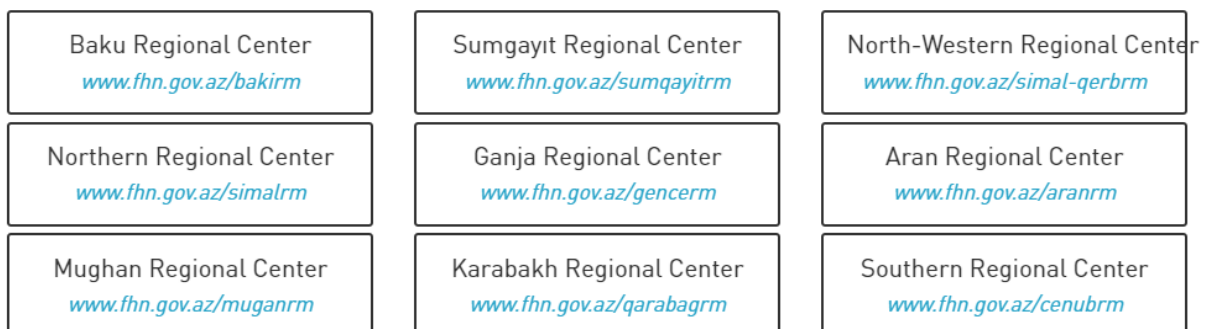 Baku Regional Center
www.fhn.gov.az/bakirm
Sumgayıt Regional Center
www.fhn.gov.az/sumqayitrm
North-Western Regional Center
www.fhn.gov.az/simal-qerbrm
Northern Regional Center
www.fhn.gov.az/simalrm
Ganja Regional Center
www.fhn.gov.az/gencerm
Aran Regional Center
www.fhn.gov.az/aranrm
Mughan Regional Center
www.fhn.gov.az/muganrm
Karabakh Regional Center
www.fhn.gov.az/qarabagrm
Southern Regional Center
www.fhn.gov.az/cenubrm